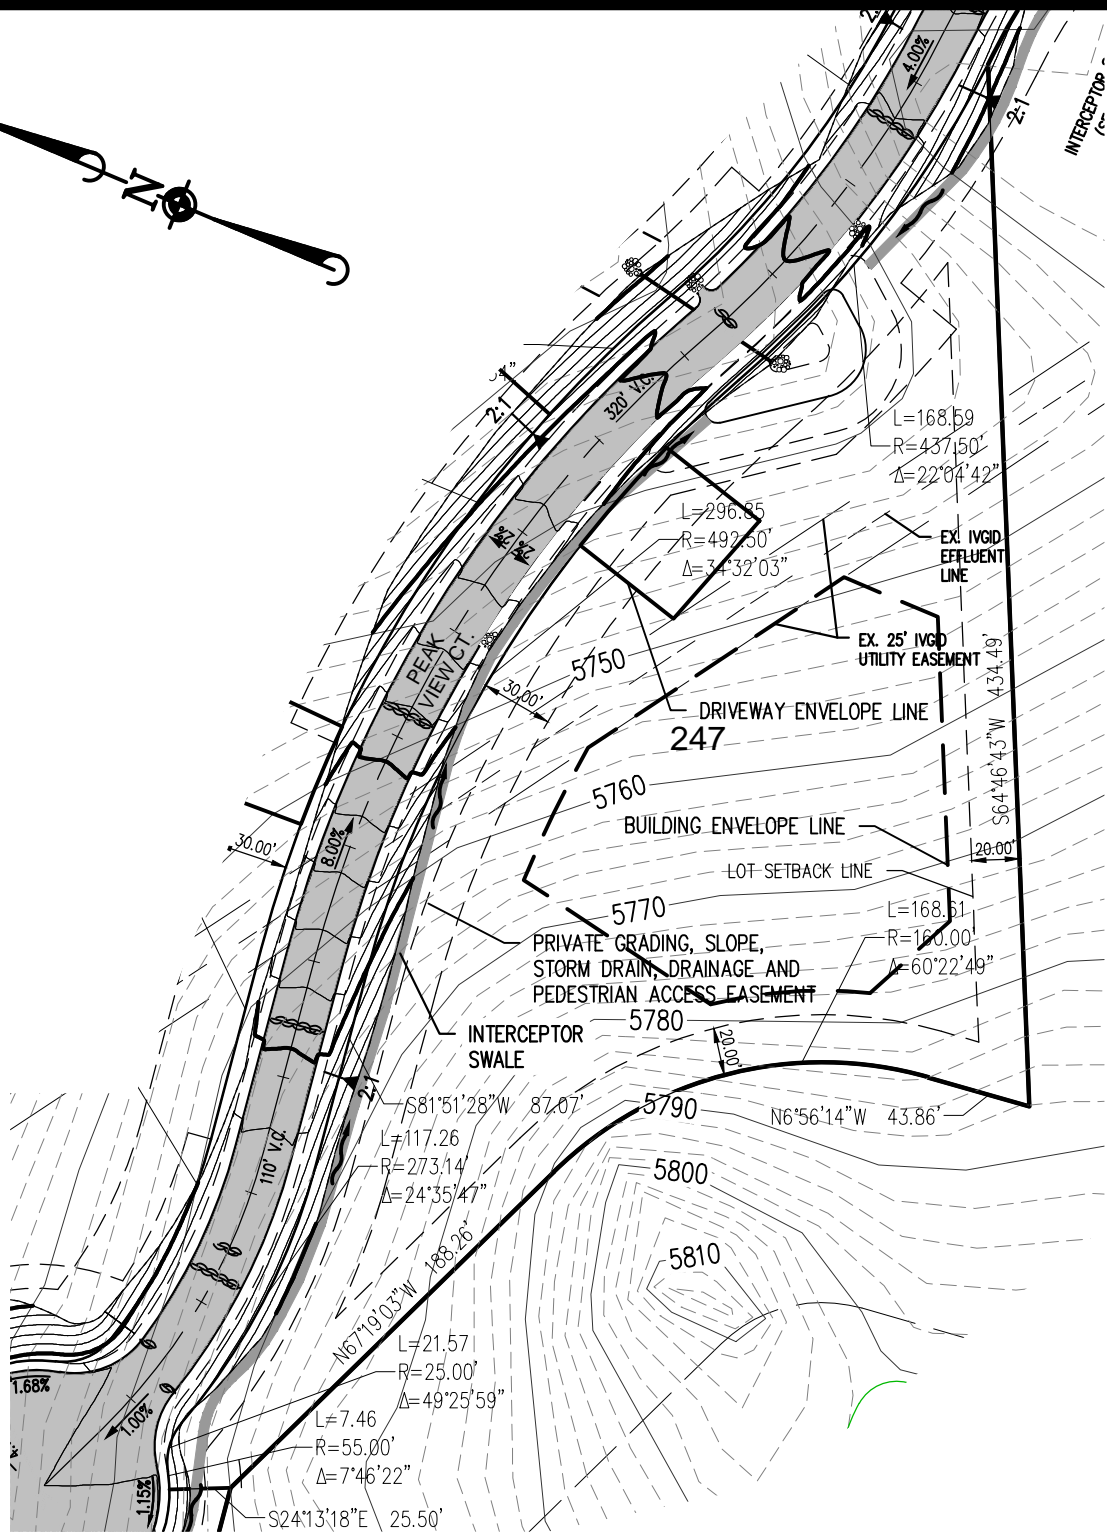 4.00%
2:1
INTERCEPTOR
N
2:1
320' V.C.
L=168.59
R=437.50'
Δ=22°04'42"
L=296.85
R=492.50'
Δ=34°32'03"
EX. IVGID
EFFLUENT
LINE
2%
2%
EX. 25' IVGID
UTILITY EASEMENT
PEAK
VIEW CT.
5750
30.00'
S64°46'43"W 434.49'
DRIVEWAY ENVELOPE LINE
247
5760
BUILDING ENVELOPE LINE
30.00'
8.00%
20.00'
LOT SETBACK LINE
5770
L=168.61
R=160.00'
Δ=60°22'49"
PRIVATE GRADING, SLOPE,
STORM DRAIN, DRAINAGE AND
PEDESTRIAN ACCESS EASEMENT
5780
INTERCEPTOR
SWALE
20.00'
2:1
S81°51'28"W 87.07'
5790
N6°56'14"W 43.86'
110' V.C.
L=117.26
R=273.14'
Δ=24°35'47"
5800
5810
N67°19'03"W 188.26'
L=21.57
R=25.00'
Δ=49°25'59"
1.68%
1.00%
L=7.46
R=55.00'
Δ=7°46'22"
1.15%
S24°13'18"E 25.50'